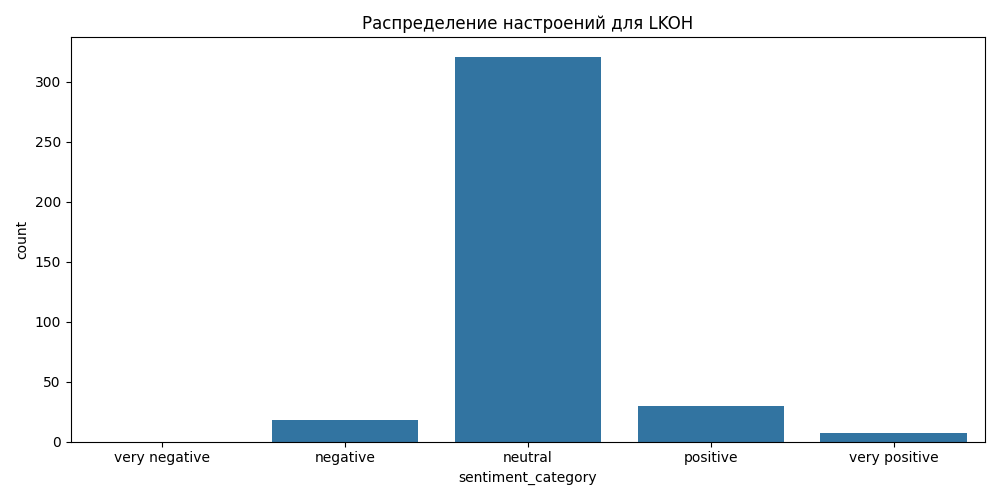 Распределение настроений для LKOH
300
250
200
150
100
50
0
count
very negative
negative
neutral
positive
very positive
sentiment_category